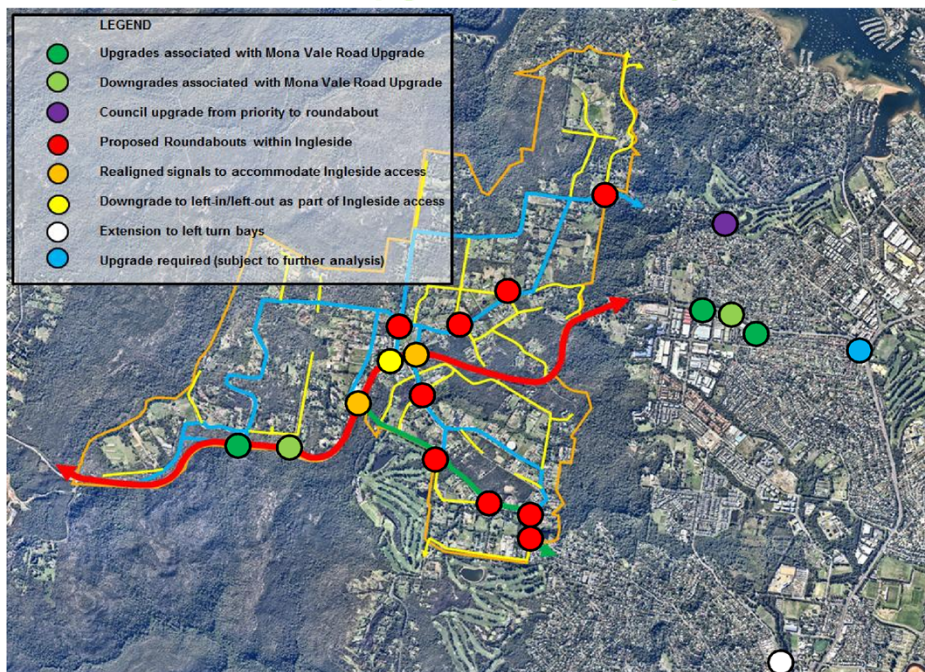 LEGEND
Upgrades associated with Mona Vale Road Upgrade
Downgrades associated with Mona Vale Road Upgrade
Council upgrade from priority to roundabout
Proposed Roundabouts within Ingleside
Realigned signals to accommodate Ingleside access
Downgrade to left-in/left-out as part of Ingleside access
Extension to left turn bays
Upgrade required (subject to further analysis)